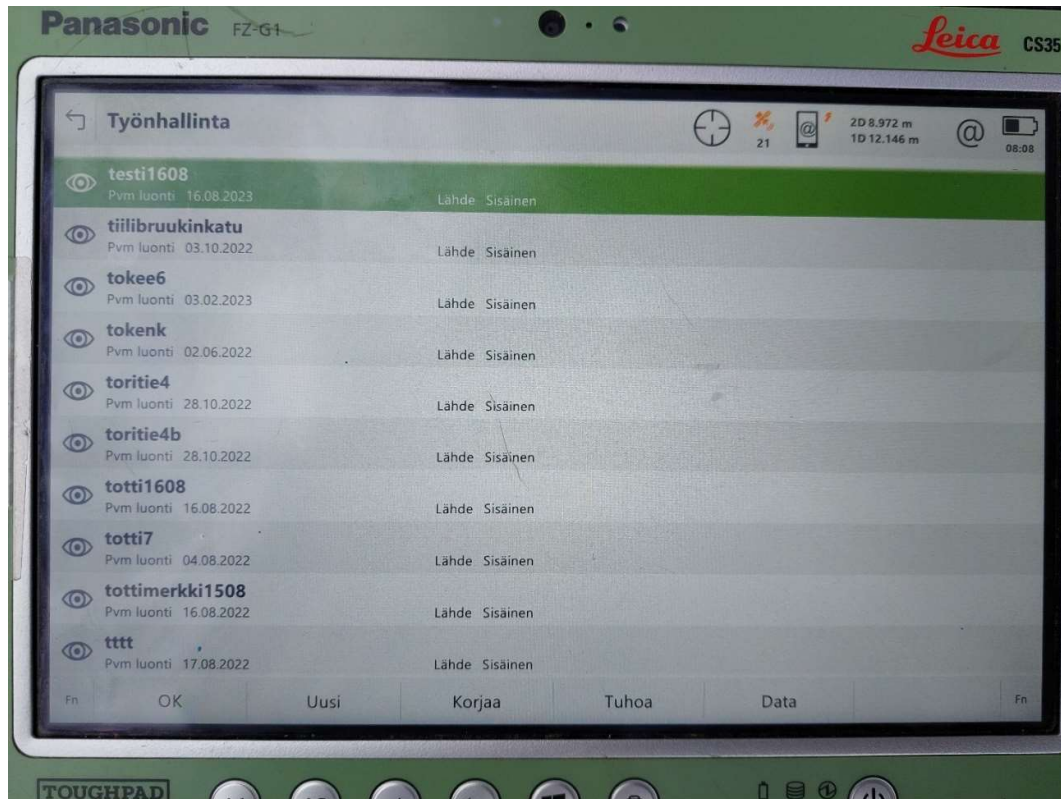 Panasonic FZ-G1
Leica CS35
Työnhallinta
21
@
2D 8.972 m
1D 12.146 m
@
08:08
testi1608
Pvm luonti 16.08.2023 Lähde Sisäinen
tiilibruukinkatu
Pvm luonti 03.10.2022 Lähde Sisäinen
tokee6
Pvm luonti 03.02.2023 Lähde Sisäinen
tokenk
Pvm luonti 02.06.2022 Lähde Sisäinen
toritie4
Pvm luonti 28.10.2022 Lähde Sisäinen
toritie4b
Pvm luonti 28.10.2022 Lähde Sisäinen
totti1608
Pvm luonti 16.08.2022 Lähde Sisäinen
totti7
Pvm luonti 04.08.2022 Lähde Sisäinen
tottimerkki1508
Pvm luonti 16.08.2022 Lähde Sisäinen
tttt
Pvm luonti 17.08.2022 Lähde Sisäinen
Fn OK Uusi Korjaa Tuhoa Data Fn
TOUGHPAD